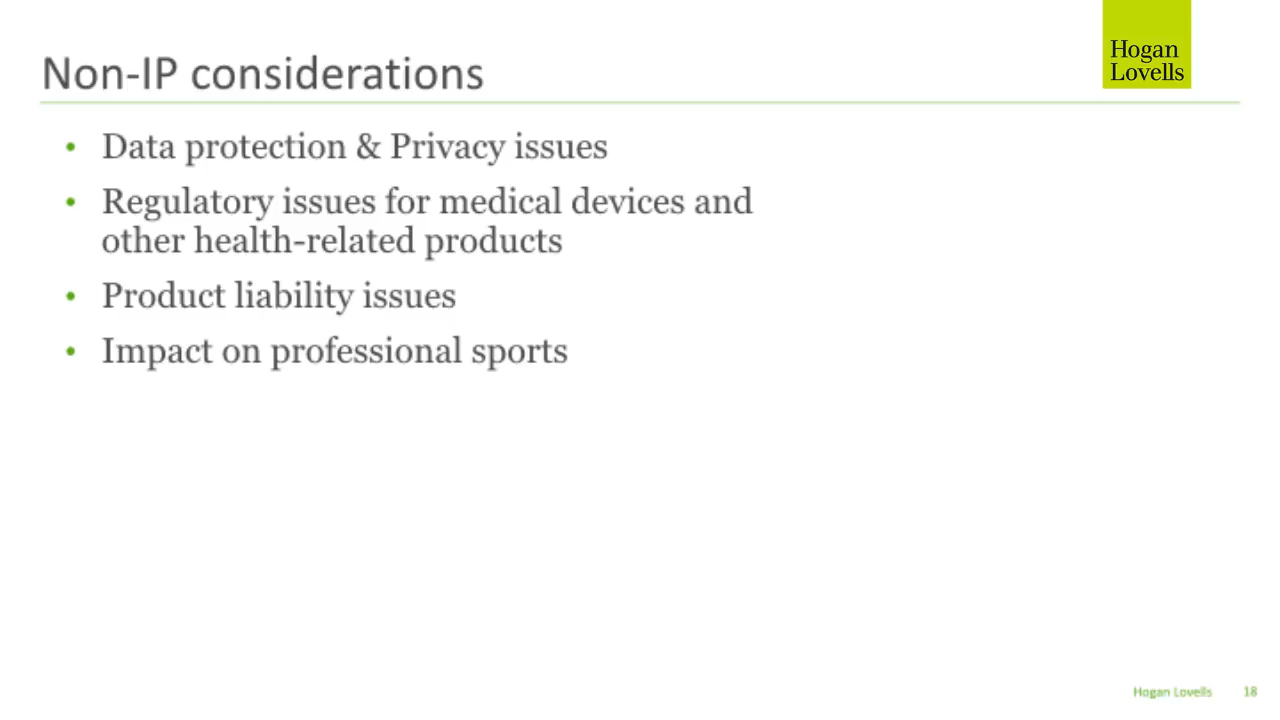 Non-IP considerations
Hogan
Lovells
• Data protection & Privacy issues
• Regulatory issues for medical devices and
other health-related products
• Product liability issues
• Impact on professional sports
Hogan Lovells 18